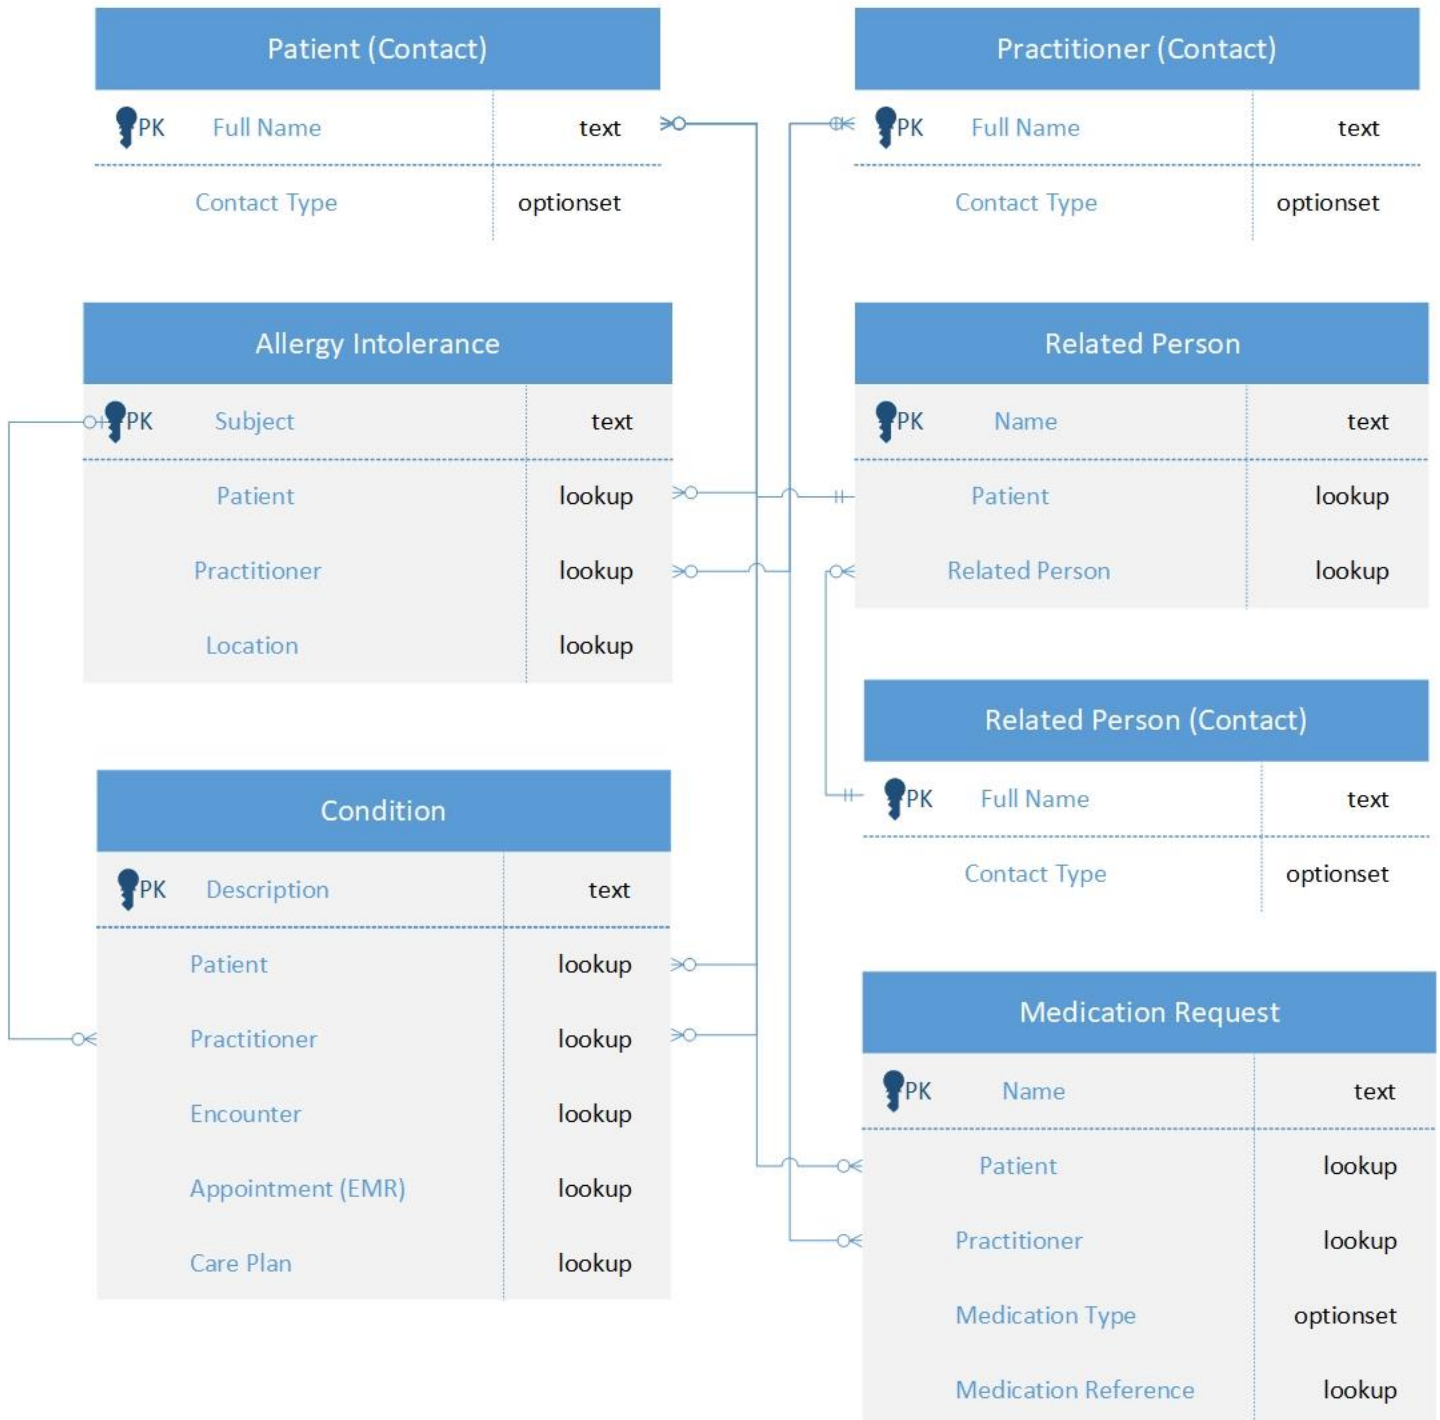 Patient (Contact)
PK Full Name text
Contact Type optionset
Practitioner (Contact)
PK Full Name text
Contact Type optionset
Allergy Intolerance
PK Subject text
Patient lookup
Practitioner lookup
Location lookup
Related Person
PK Name text
Patient lookup
Related Person lookup
Related Person (Contact)
PK Full Name text
Contact Type optionset
Condition
PK Description text
Patient lookup
Practitioner lookup
Encounter lookup
Appointment (EMR) lookup
Care Plan lookup
Medication Request
PK Name text
Patient lookup
Practitioner lookup
Medication Type optionset
Medication Reference lookup